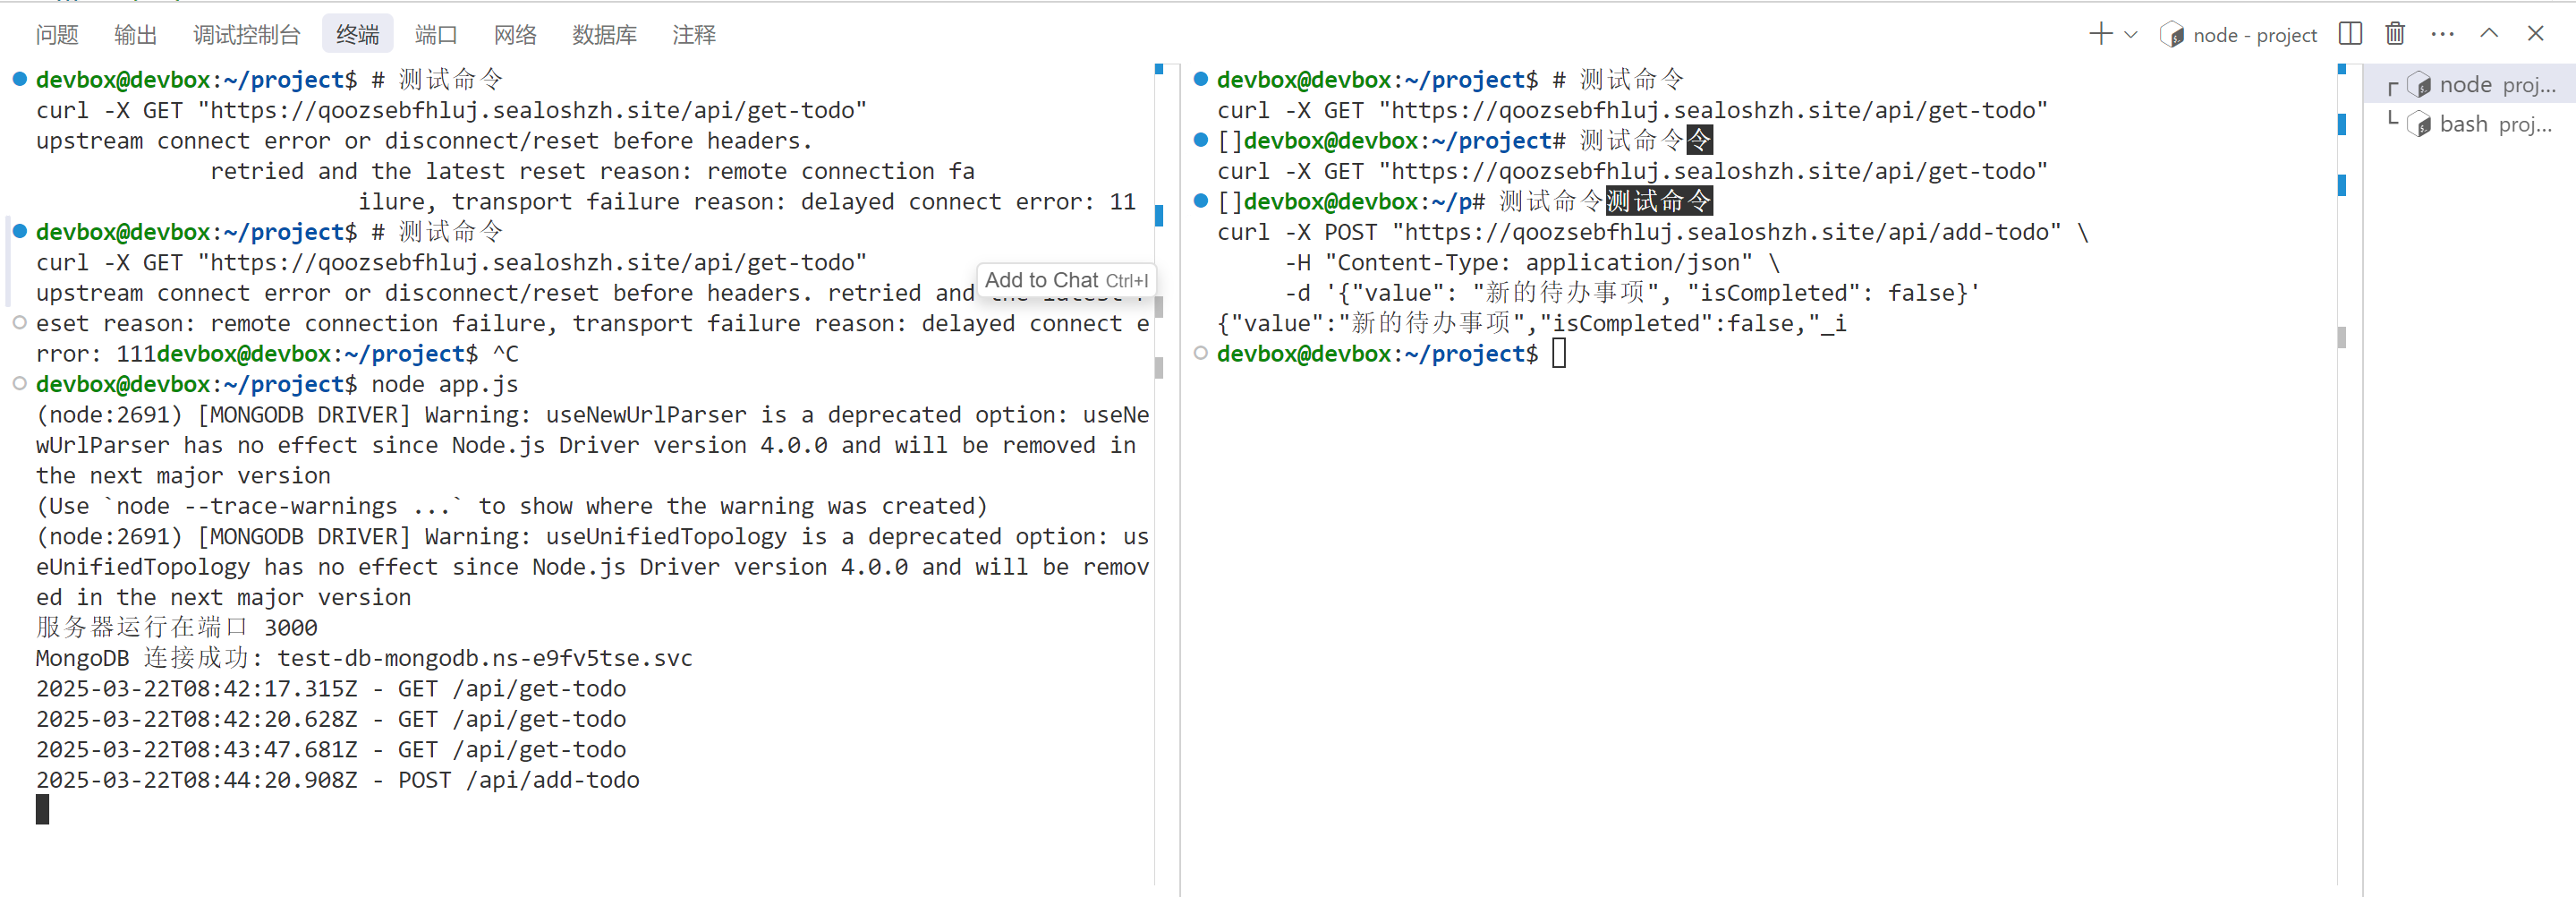 问题 输出 调试控制台 终端 端口 网络 数据库 注释 node - project
devbox@devbox:~/project$ # 测试命令
curl -X GET "https://qoozsebfhluj.sealoshzh.site/api/get-todo"
upstream connect error or disconnect/reset before headers.
retried and the latest reset reason: remote connection fa
ilure, transport failure reason: delayed connect error: 11
devbox@devbox:~/project$ # 测试命令
curl -X GET "https://qoozsebfhluj.sealoshzh.site/api/get-todo"
Add to Chat Ctrl+I
upstream connect error or disconnect/reset before headers. retried and
eset reason: remote connection failure, transport failure reason: delayed connect e
rror: 111devbox@devbox:~/project$ ^C
devbox@devbox:~/project$ node app.js
(node:2691) [MONGODB DRIVER] Warning: useNewUrlParser is a deprecated option: useNe
wUrlParser has no effect since Node.js Driver version 4.0.0 and will be removed in
the next major version
(Use `node --trace-warnings ...` to show where the warning was created)
(node:2691) [MONGODB DRIVER] Warning: useUnifiedTopology is a deprecated option: us
eUnifiedTopology has no effect since Node.js Driver version 4.0.0 and will be remov
ed in the next major version
服务器运行在端口 3000
MongoDB 连接成功: test-db-mongodb.ns-e9fv5tse.svc
2025-03-22T08:42:17.315Z - GET /api/get-todo
2025-03-22T08:42:20.628Z - GET /api/get-todo
2025-03-22T08:43:47.681Z - GET /api/get-todo
2025-03-22T08:44:20.908Z - POST /api/add-todo
devbox@devbox:~/project$ # 测试命令
curl -X GET "https://qoozsebfhluj.sealoshzh.site/api/get-todo"
[]devbox@devbox:~/project# 测试命令令
curl -X GET "https://qoozsebfhluj.sealoshzh.site/api/get-todo"
[]devbox@devbox:~/p# 测试命令测试命令
curl -X POST "https://qoozsebfhluj.sealoshzh.site/api/add-todo" \
-H "Content-Type: application/json" \
-d '{"value": "新的待办事项", "isCompleted": false}'
{"value":"新的待办事项","isCompleted":false,"_i
devbox@devbox:~/project$
node proj...
bash proj...